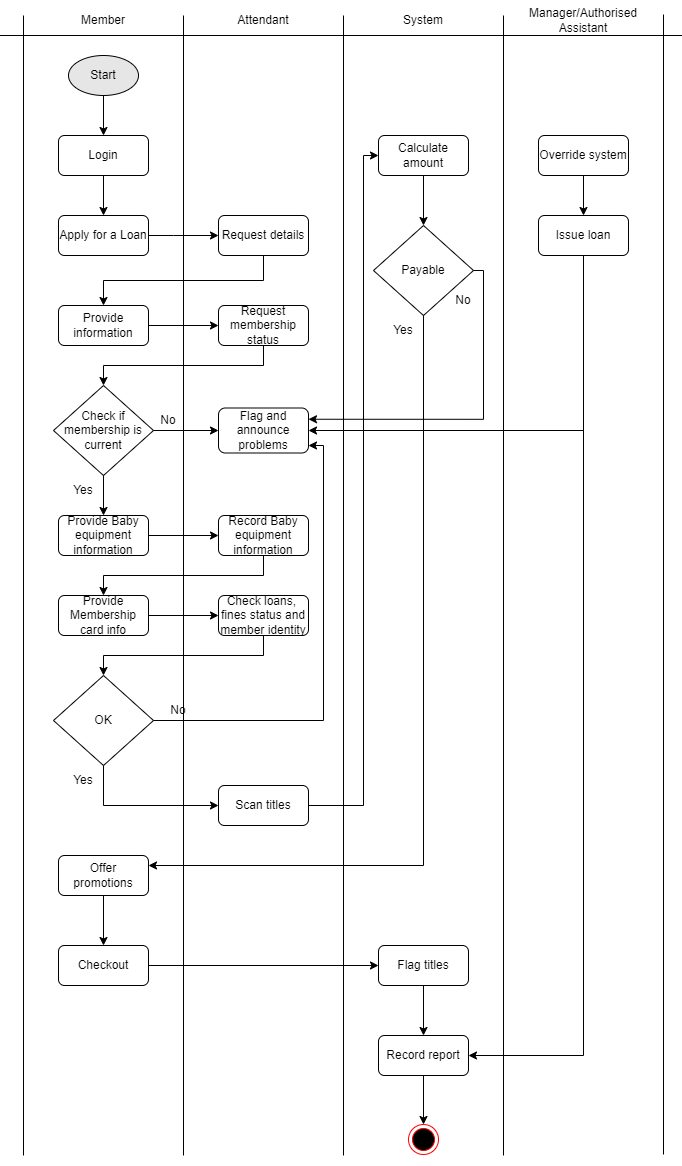 Member
Attendant
System
Manager/Authorised
Assistant
Start
Login
Calculate
amount
Override system
Apply for a Loan
Request details
Issue loan
Payable
No
Yes
Provide
information
Request
membership
status
Check if
membership is
current
No
Flag and
announce
problems
Yes
Provide Baby
equipment
information
Record Baby
equipment
information
Provide
Membership
card info
Check loans,
fines status and
member identity
OK
No
Yes
Scan titles
Offer
promotions
Checkout
Flag titles
Record report